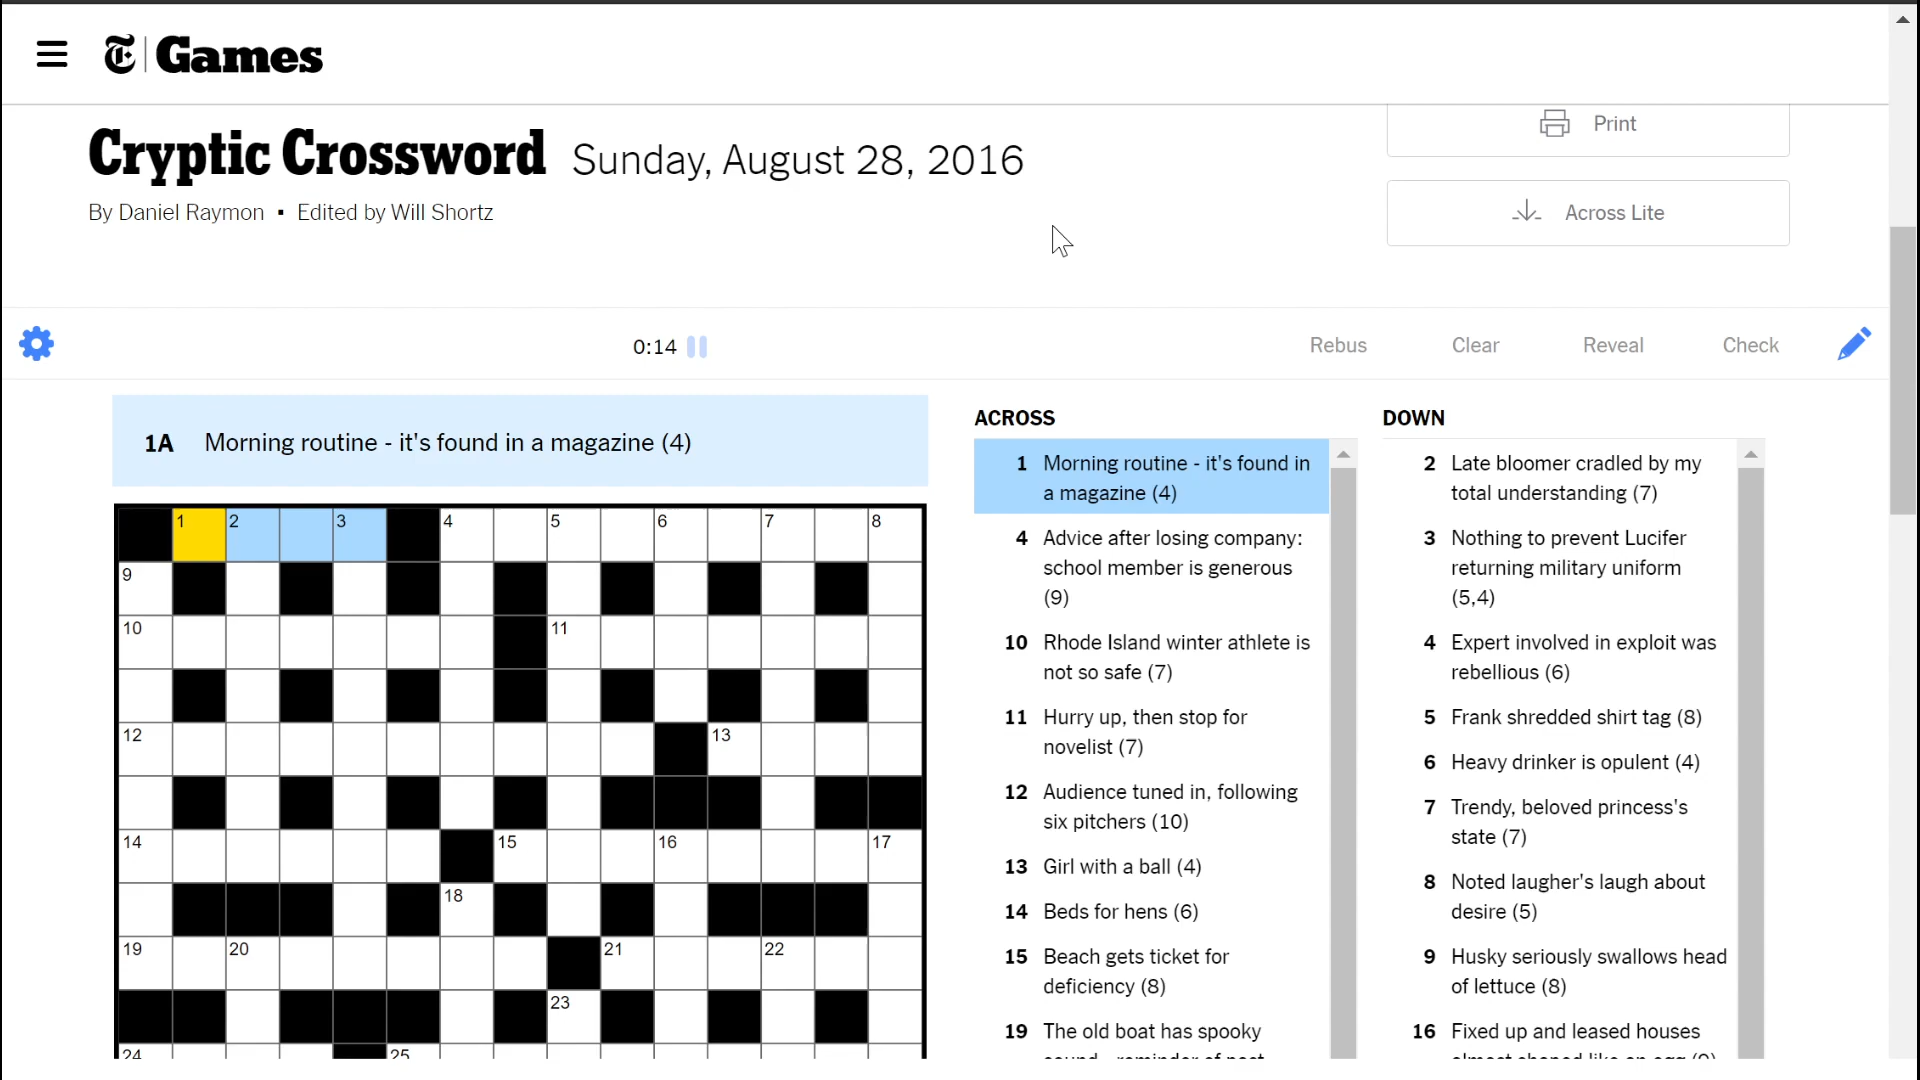 T Games
Print
Cryptic Crossword Sunday, August 28, 2016
By Daniel Raymon ▪ Edited by Will Shortz
Across Lite
0:14
Rebus Clear Reveal Check
1A Morning routine - it's found in a magazine (4)
1 2 3 4 5 6 7 8
9
10 11
12 13
14 15 16 17
18
19 20 21 22
23
24 25
ACROSS
1 Morning routine - it's found in
a magazine (4)
4 Advice after losing company:
school member is generous
(9)
10 Rhode Island winter athlete is
not so safe (7)
11 Hurry up, then stop for
novelist (7)
12 Audience tuned in, following
six pitchers (10)
13 Girl with a ball (4)
14 Beds for hens (6)
15 Beach gets ticket for
deficiency (8)
19 The old boat has spooky
sound - reminder of past
DOWN
2 Late bloomer cradled by my
total understanding (7)
3 Nothing to prevent Lucifer
returning military uniform
(5,4)
4 Expert involved in exploit was
rebellious (6)
5 Frank shredded shirt tag (8)
6 Heavy drinker is opulent (4)
7 Trendy, beloved princess's
state (7)
8 Noted laugher's laugh about
desire (5)
9 Husky seriously swallows head
of lettuce (8)
16 Fixed up and leased houses
almost shaped like an egg (9)